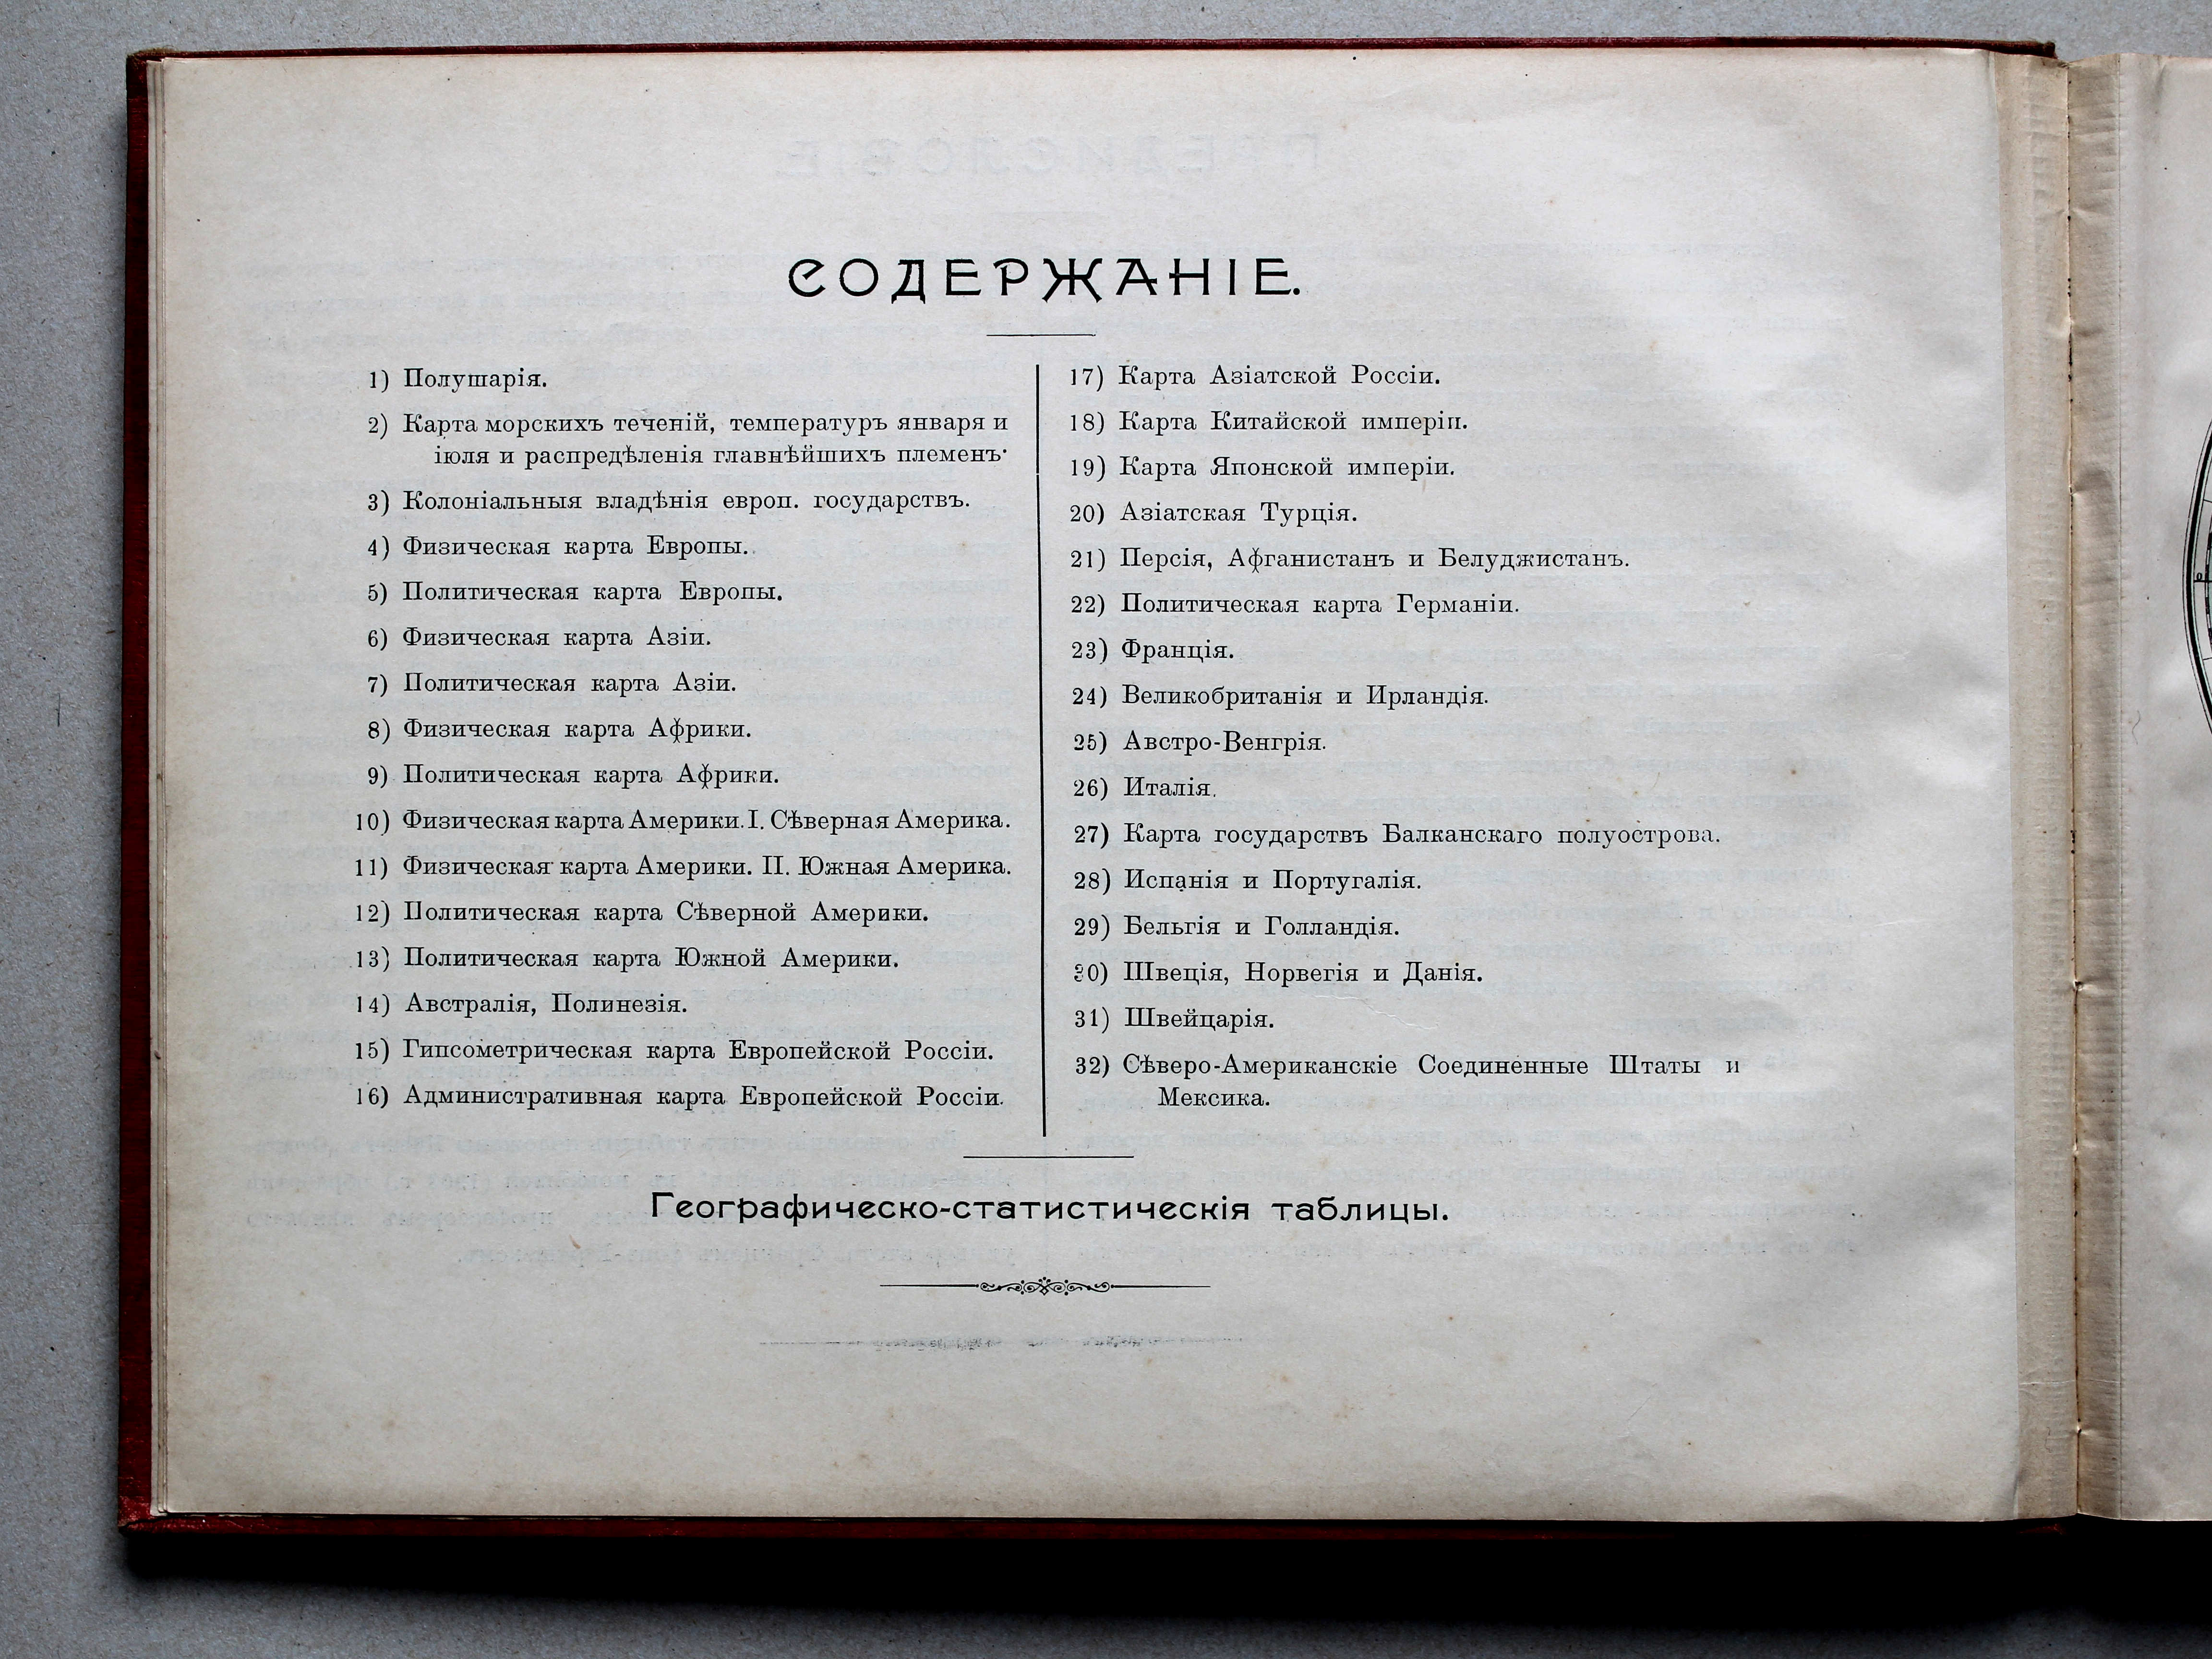 СОДЕРЖАНІЕ.
1) Полушарія.
2) Карта морскихъ теченій, температуръ января и
іюля и распредѣленія главнѣйшихъ племенъ.
3) Колоніальныя владѣнія европ. государствъ.
4) Физическая карта Европы.
5) Политическая карта Европы.
6) Физическая карта Азіи.
7) Политическая карта Азіи.
8) Физическая карта Африки.
9) Политическая карта Африки.
10) Физическая карта Америки. I. Сѣверная Америка.
11) Физическая карта Америки. II. Южная Америка.
12) Политическая карта Сѣверной Америки.
13) Политическая карта Южной Америки.
14) Австралія, Полинезія.
15) Гипсометрическая карта Европейской Россіи.
16) Административная карта Европейской Россіи.
17) Карта Азіатской Россіи.
18) Карта Китайской имперіи.
19) Карта Японской имперіи.
20) Азіатская Турція.
21) Персія, Афганистанъ и Белуджистанъ.
22) Политическая карта Германіи.
23) Франція.
24) Великобританія и Ирландія.
25) Австро-Венгрія.
26) Италія.
27) Карта государствъ Балканскаго полуострова.
28) Испанія и Португалія.
29) Бельгія и Голландія.
30) Швеція, Норвегія и Данія.
31) Швейцарія.
32) Сѣверо-Американскіе Соединенные Штаты и
Мексика.
Географическо-статистическія таблицы.